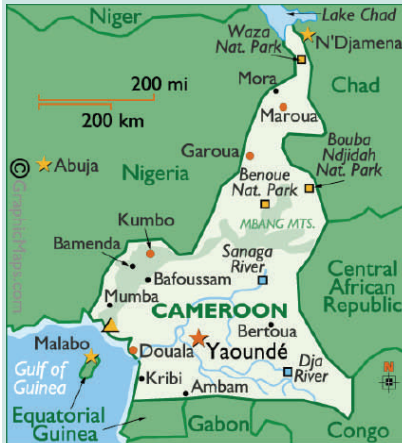 Niger
Lake Chad
Waza
Nat. Park
N'Djamena
Mora
Chad
200 mi
200 km
Maroua
Bouba
Ndjidah
Nat. Park
Garoua
Abuja
Nigeria
Benoue
Nat. Park
© GraphicMaps.com
Kumbo
MBANG MTS.
Bamenda
Sanaga
River
Bafoussam
Central
African
Republic
Mumba
CAMEROON
Bertoua
Malabo
Douala
Yaoundé
Gulf of
Guinea
Dja
River
N
Kribi
Ambam
Equatorial
Guinea
Gabon
Congo